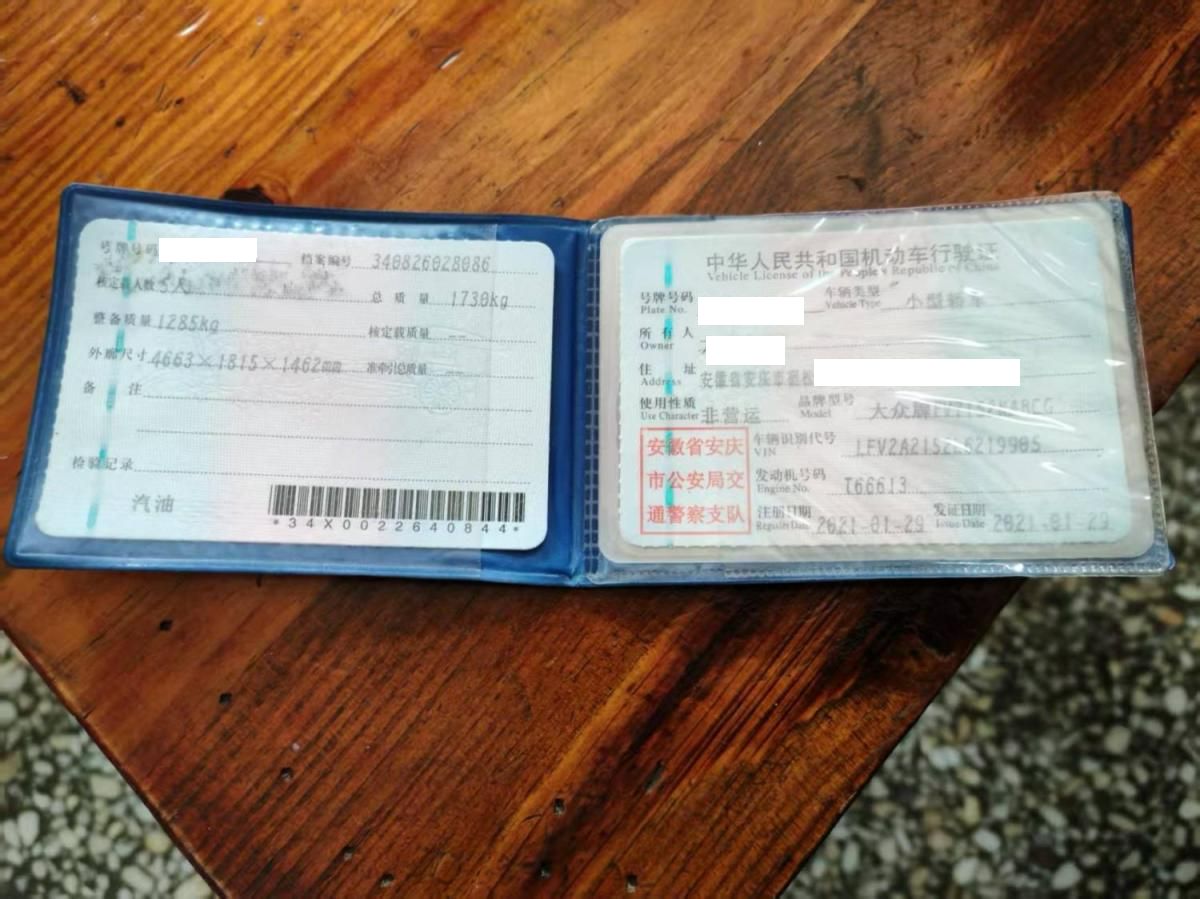 号牌号码
档案编号 340826028086
核定载人数 5人
总质量 1730kg
整备质量 1285kg
核定载质量 --
外廓尺寸 4663×1815×1462mm
准牵引总质量 --
备注
检验记录
汽油
*34X0022640844*
中华人民共和国机动车行驶证
Vehicle License of the People's Republic of China
号牌号码
Plate No.
车辆类型 小型轿车
Vehicle Type
所有人
Owner
住址 安徽省安庆市宿松
Address
使用性质 非营运
Use Character
品牌型号 大众牌
Model
安徽省安庆
市公安局交
通警察支队
车辆识别代号
VIN
发动机号码 T66613
Engine No.
注册日期 2021-01-29
Register Date
发证日期 2021-01-29
Issue Date